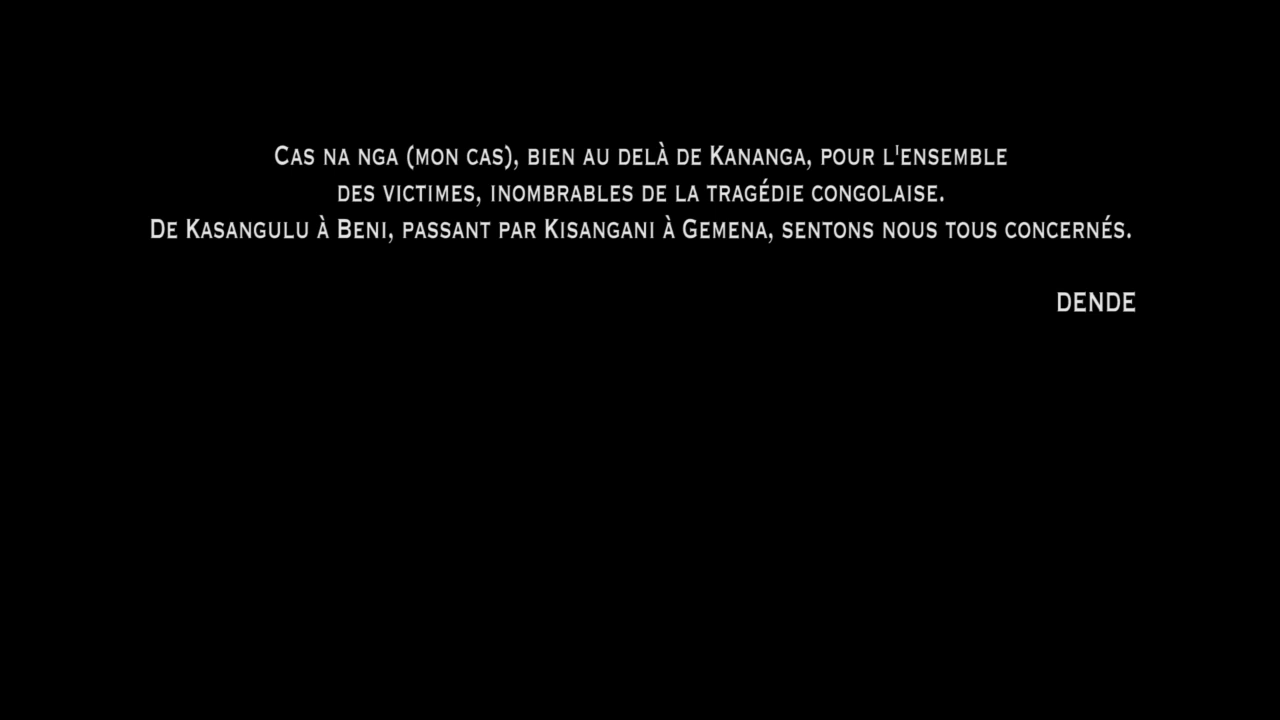 Cas na nga (mon cas), bien au delà de Kananga, pour l'ensemble
des victimes, inombrables de la tragédie congolaise.
De Kasangulu à Beni, passant par Kisangani à Gemena, sentons nous tous concernés.
DENDE